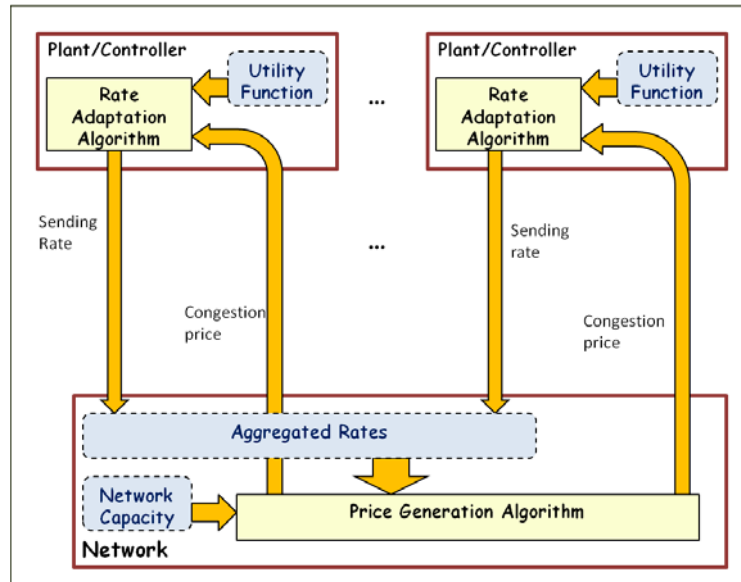 Plant/Controller
Utility
Function
Rate
Adaptation
Algorithm
...
Plant/Controller
Utility
Function
Rate
Adaptation
Algorithm
Sending
Rate
...
Sending
rate
Congestion
price
Congestion
price
Aggregated Rates
Network
Capacity
Price Generation Algorithm
Network